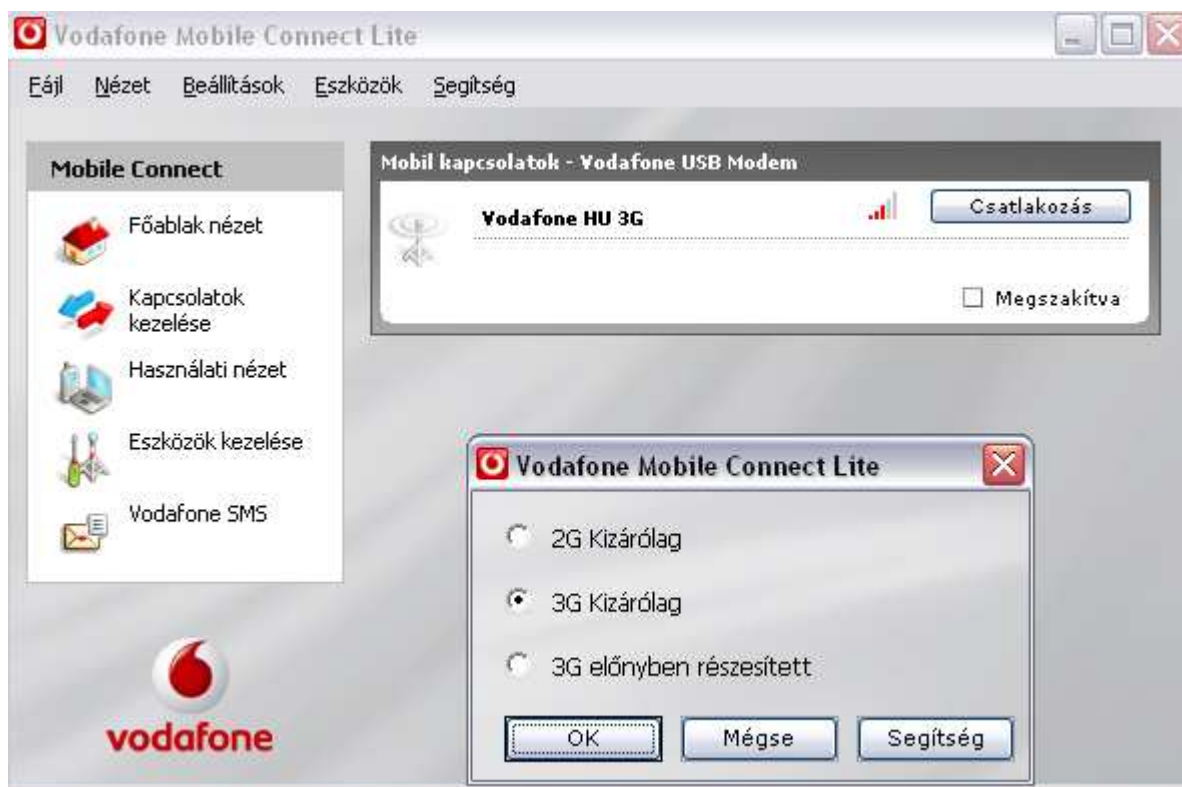 Vodafone Mobile Connect Lite
Fájl Nézet Beállítások Eszközök Segítség
Mobile Connect
Főablak nézet
Kapcsolatok
kezelése
Használati nézet
Eszközök kezelése
Vodafone SMS
vodafone
Mobil kapcsolatok - Vodafone USB Modem
Vodafone HU 3G
Csatlakozás
Megszakítva
Vodafone Mobile Connect Lite
2G Kizárólag
3G Kizárólag
3G előnyben részesített
OK Mégse Segítség